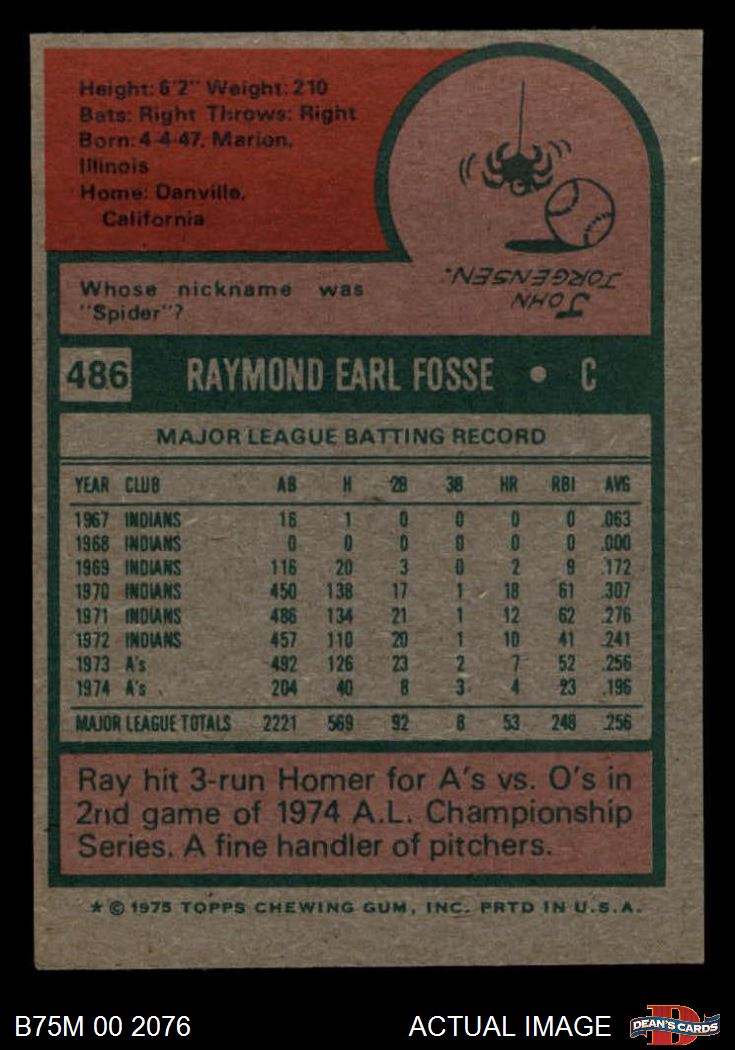 Height: 6'2" Weight: 210
Bats: Right Throws: Right
Born: 4-4-47, Marion,
Illinois
Home: Danville,
California
Whose nickname was
"Spider"?
JOHN
JORGENSEN.
486 RAYMOND EARL FOSSE • C
MAJOR LEAGUE BATTING RECORD
YEAR CLUB AB H 2B 3B HR RBI AVG
1967 INDIANS 16 1 0 0 0 0 .063
1968 INDIANS 0 0 0 0 0 0 .000
1969 INDIANS 116 20 3 0 2 9 .172
1970 INDIANS 450 138 17 1 18 61 .307
1971 INDIANS 486 134 21 1 12 62 .276
1972 INDIANS 457 110 20 1 10 41 .241
1973 A's 492 126 23 2 7 52 .256
1974 A's 204 40 8 3 4 23 .196
MAJOR LEAGUE TOTALS 2221 569 92 8 53 248 .256
Ray hit 3-run Homer for A's vs. O's in
2nd game of 1974 A.L. Championship
Series. A fine handler of pitchers.
* © 1975 TOPPS CHEWING GUM, INC. PRTD IN U.S.A.
B75M 00 2076 ACTUAL IMAGE D DEAN'S CARDS